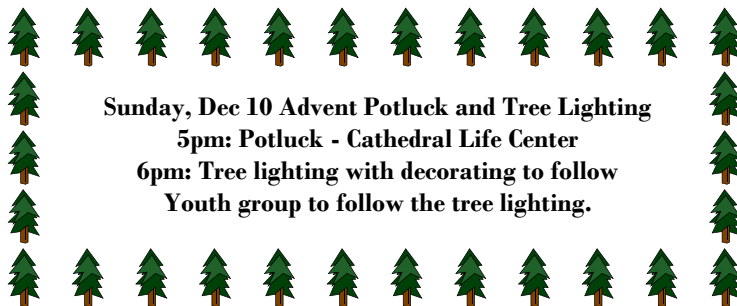 Sunday, Dec 10 Advent Potluck and Tree Lighting
5pm: Potluck - Cathedral Life Center
6pm: Tree lighting with decorating to follow
Youth group to follow the tree lighting.